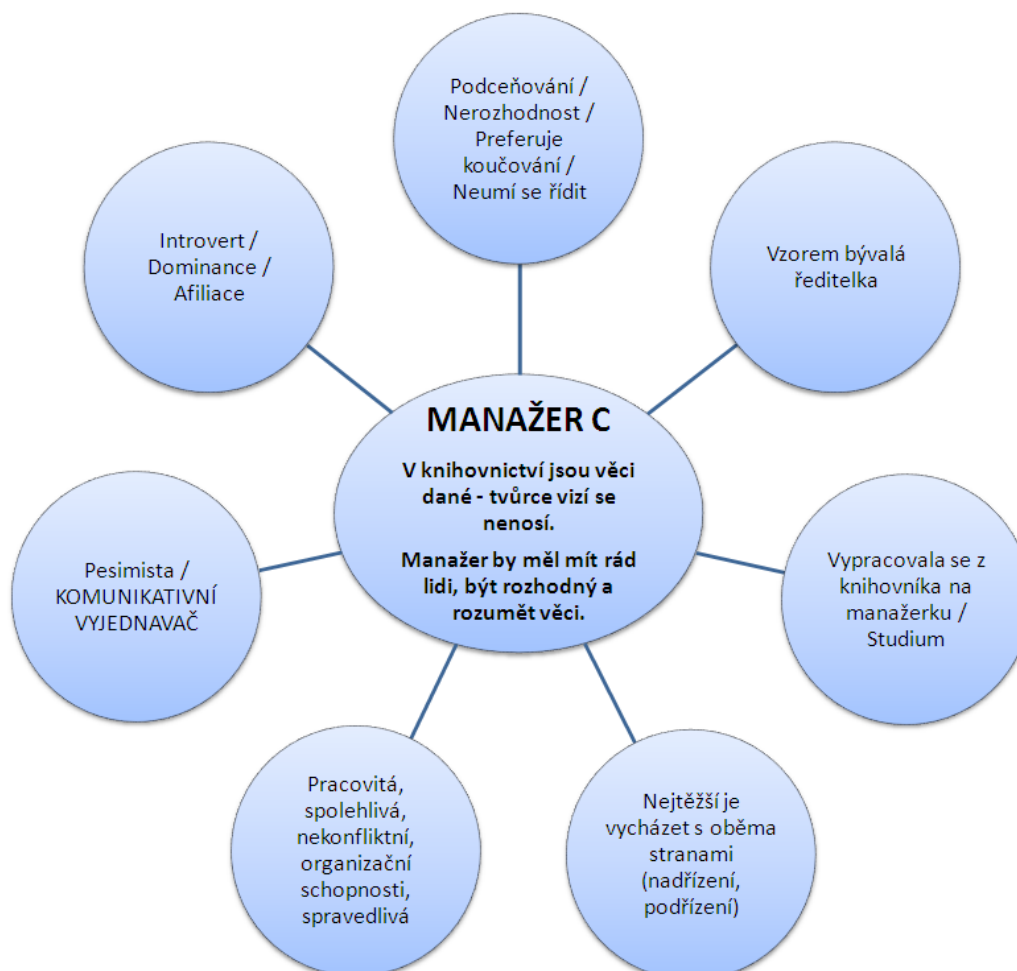 Podceňování /
Nerozhodnost /
Preferuje
koučování /
Neumí se řídit
Introvert /
Dominance /
Afiliace
Vzorem bývalá
ředitelka
MANAŽER C
V knihovnictví jsou věci
dané - tvůrce vizí se
nenosí.
Manažer by měl mít rád
lidi, být rozhodný a
rozumět věci.
Pesimista /
KOMUNIKATIVNÍ
VYJEDNAVAČ
Vypracovala se z
knihovníka na
manažerku /
Studium
Pracovitá,
spolehlivá,
nekonfliktní,
organizační
schopnosti,
spravedlivá
Nejtěžší je
vycházet s oběma
stranami
(nadřízení,
podřízení)